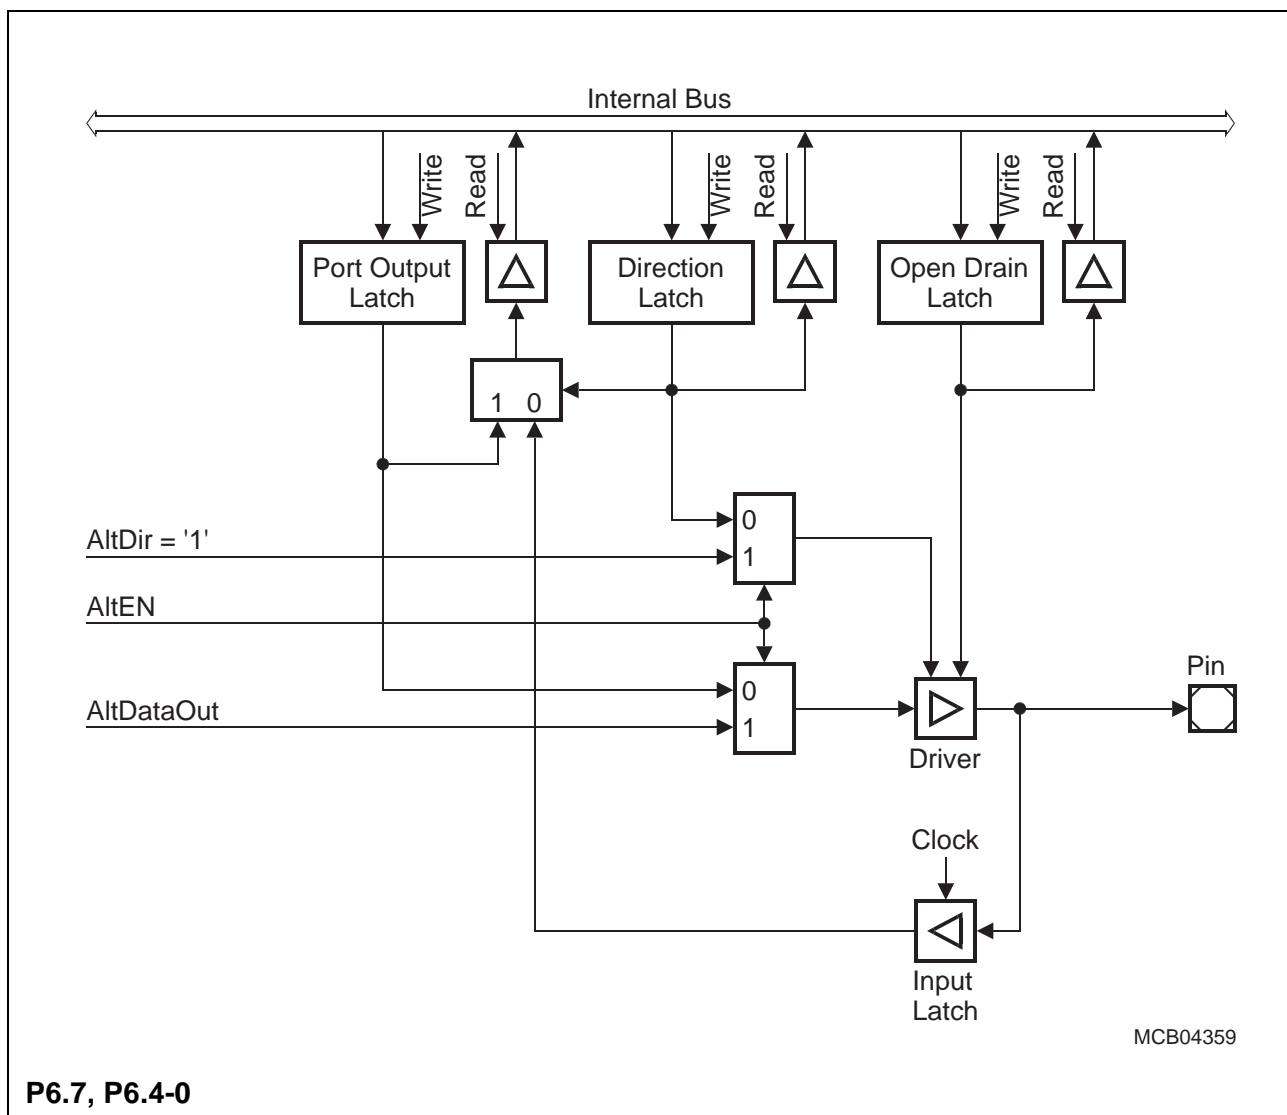 Internal Bus
Write
Read
Write
Read
Write
Read
Port Output
Latch
Direction
Latch
Open Drain
Latch
1 0
0
1
AltDir = '1'
AltEN
0
1
AltDataOut
Pin
Driver
Clock
Input
Latch
MCB04359
P6.7, P6.4-0